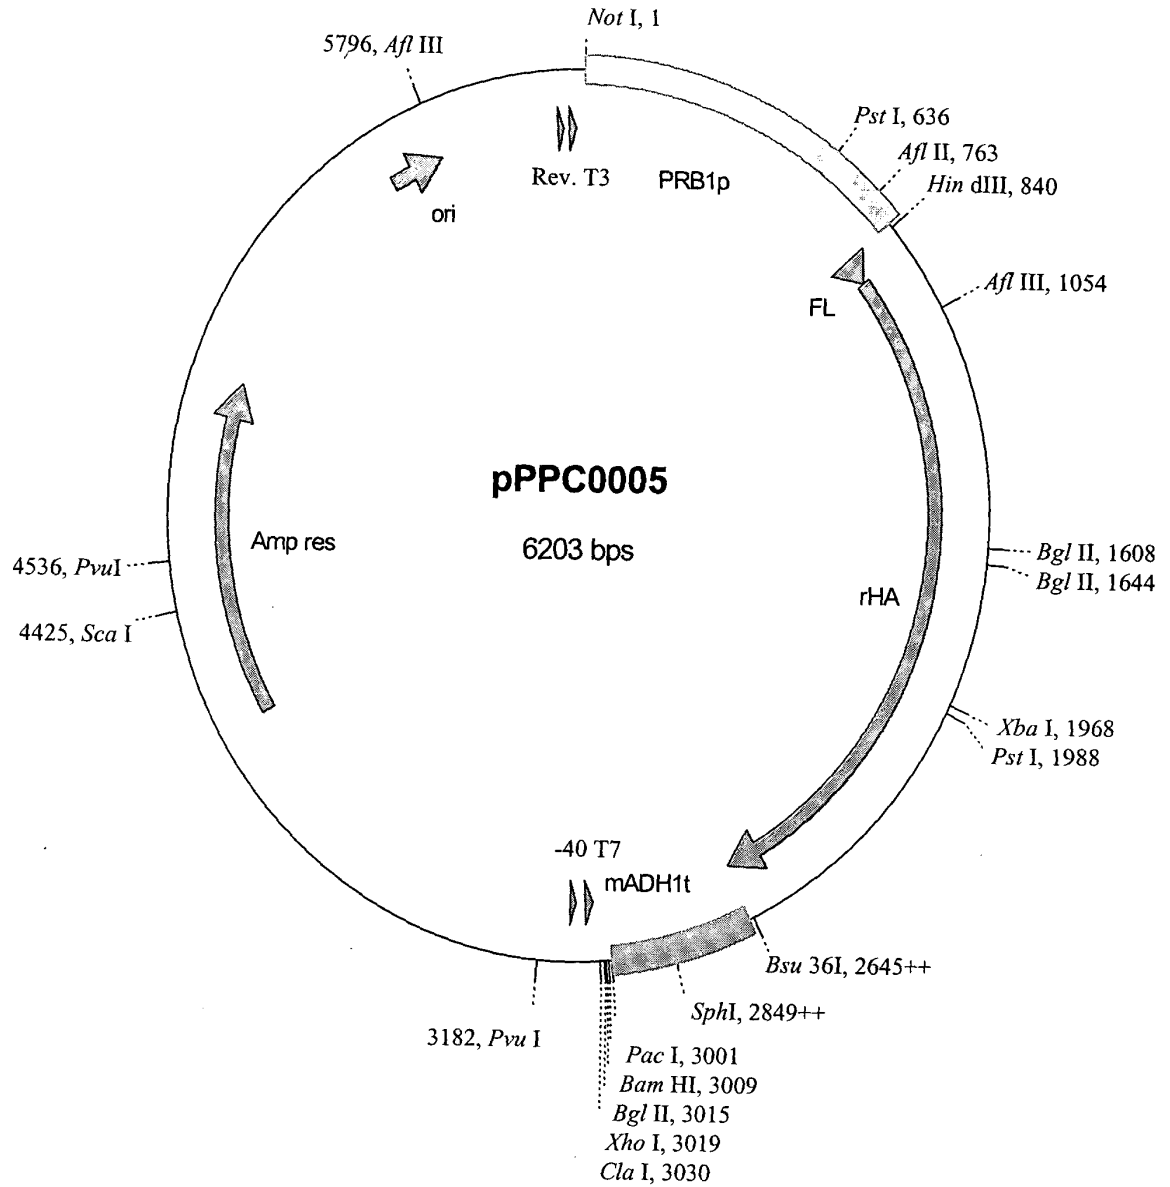 Not I, 1
5796, Afl III
Pst I, 636
Afl II, 763
Hin dIII, 840
Rev. T3
PRB1p
ori
Afl III, 1054
FL
pPPC0005
6203 bps
Amp res
4536, PvuI
4425, Sca I
rHA
Bgl II, 1608
Bgl II, 1644
Xba I, 1968
Pst I, 1988
-40 T7
mADH1t
Bsu 36I, 2645++
SphI, 2849++
3182, Pvu I
Pac I, 3001
Bam HI, 3009
Bgl II, 3015
Xho I, 3019
Cla I, 3030